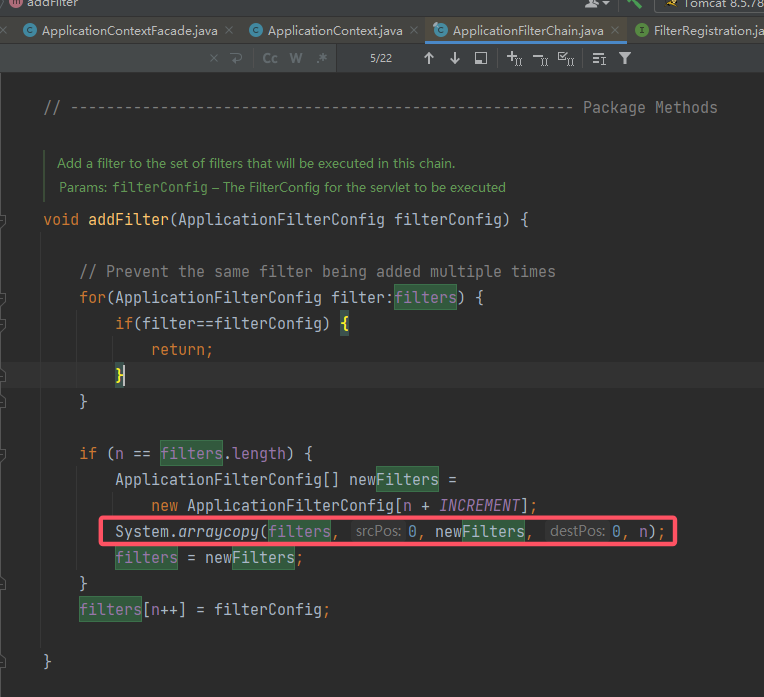 addFilter
Tomcat 8.5.78
ApplicationContextFacade.java × ApplicationContext.java × ApplicationFilterChain.java × FilterRegistration.ja
× Cc W .* 5/22
// -------------------------------------------------------- Package Methods
Add a filter to the set of filters that will be executed in this chain.
Params: filterConfig – The FilterConfig for the servlet to be executed
void addFilter(ApplicationFilterConfig filterConfig) {
// Prevent the same filter being added multiple times
for(ApplicationFilterConfig filter:filters) {
if(filter==filterConfig) {
return;
}
}
if (n == filters.length) {
ApplicationFilterConfig[] newFilters =
new ApplicationFilterConfig[n + INCREMENT];
System.arraycopy(filters, srcPos: 0, newFilters, destPos: 0, n);
filters = newFilters;
}
filters[n++] = filterConfig;
}